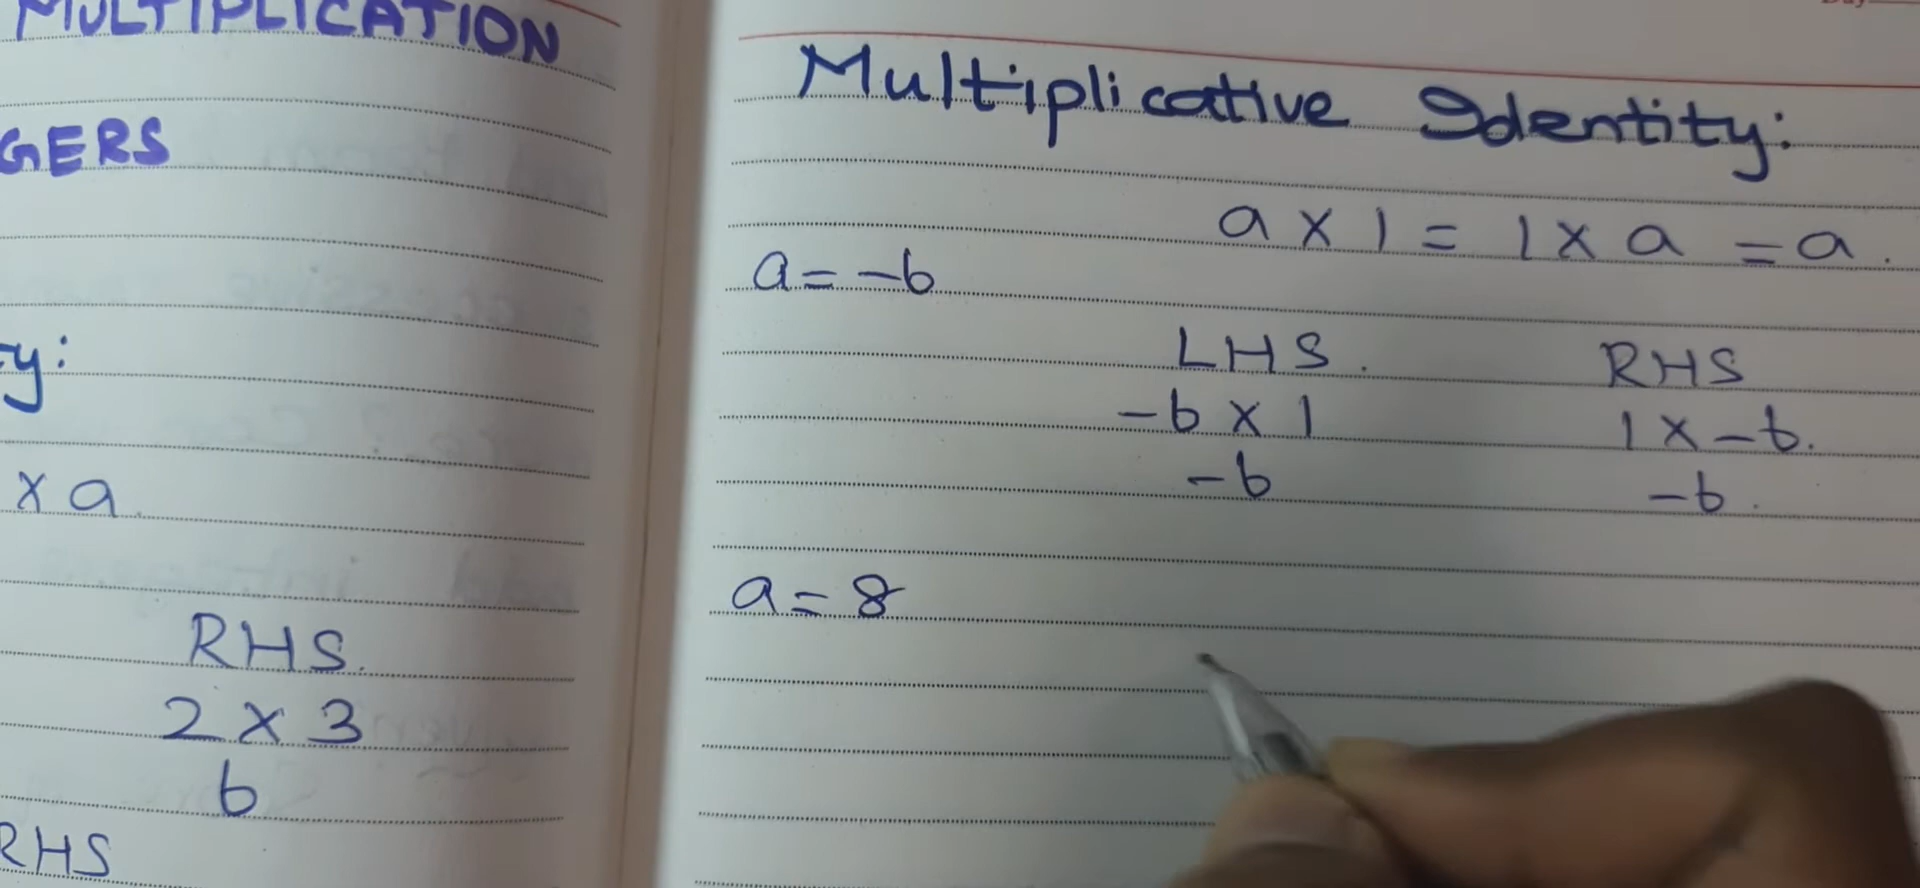 MULTIPLICATION
GERS
y:
x a.
RHS.
2 x 3
6
RHS
Day
Multiplicative Identity:
a x 1 = 1 x a = a.
a = -6
LHS. RHS
-6 x 1 1 x -6.
-6 -6.
a = 8